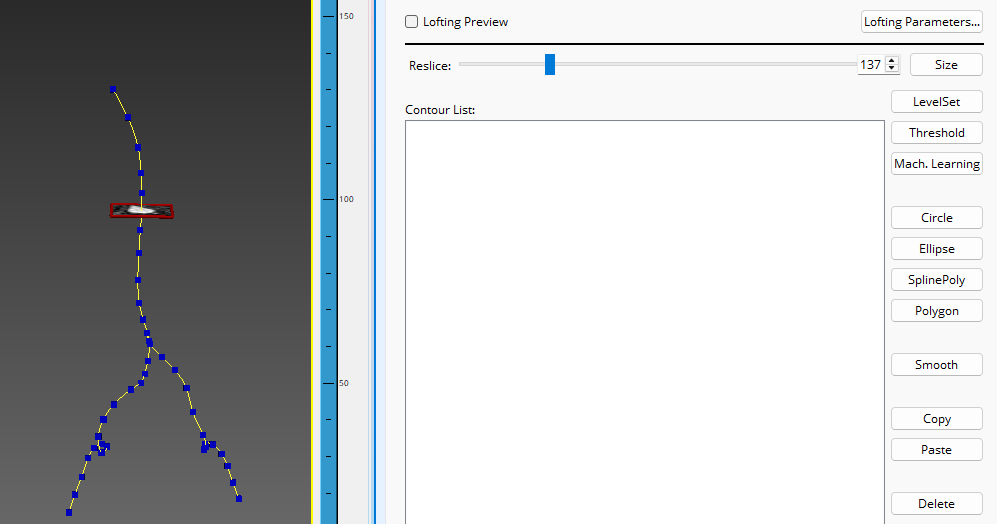 150
100
50
Lofting Preview
Lofting Parameters...
Reslice:
137
Size
Contour List:
LevelSet
Threshold
Mach. Learning
Circle
Ellipse
SplinePoly
Polygon
Smooth
Copy
Paste
Delete